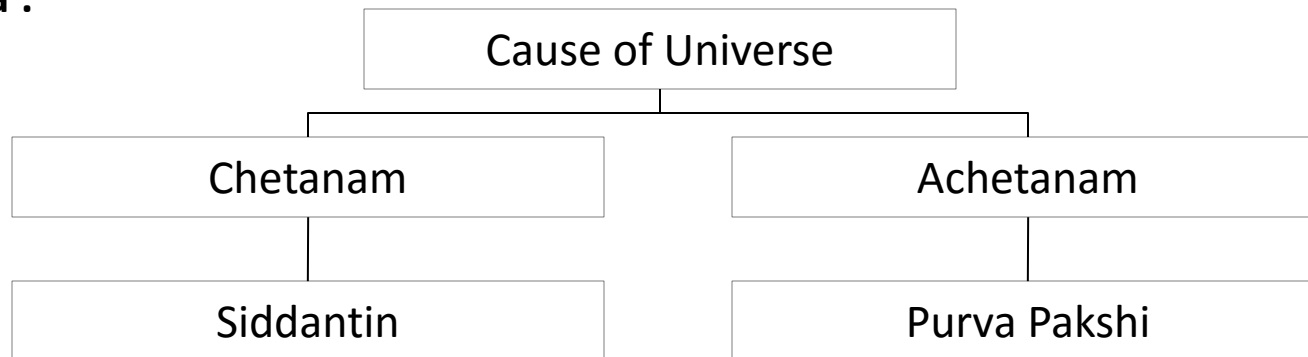 Cause of Universe
Chetanam
Achetanam
Siddantin
Purva Pakshi